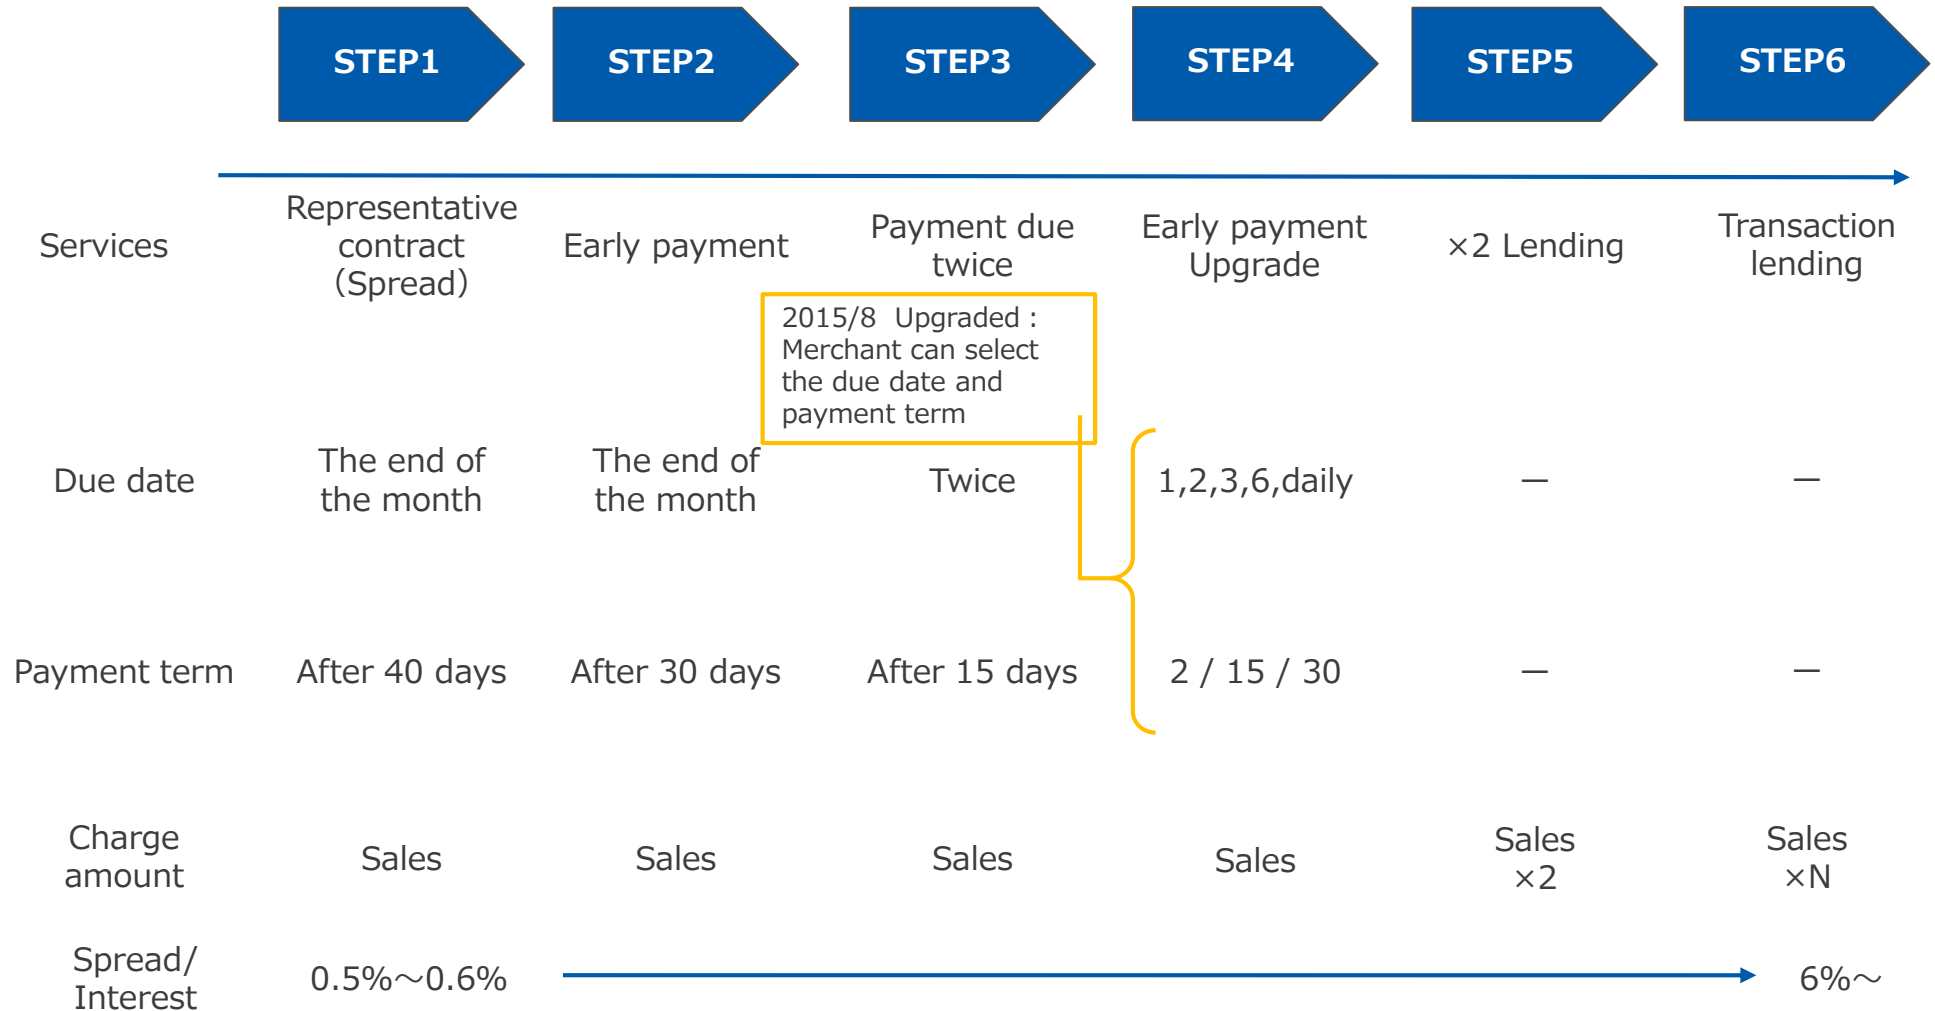 STEP1
STEP2
STEP3
STEP4
STEP5
STEP6
Services
Representative
contract
（Spread）
Early payment
Payment due
twice
Early payment
Upgrade
×2 Lending
Transaction
lending
2015/8 Upgraded：
Merchant can select
the due date and
payment term
Due date
The end of
the month
The end of
the month
Twice
1,2,3,6,daily
―
―
Payment term
After 40 days
After 30 days
After 15 days
2 / 15 / 30
―
―
Charge
amount
Sales
Sales
Sales
Sales
Sales
×2
Sales
×N
Spread/
Interest
0.5%～0.6%
6%～